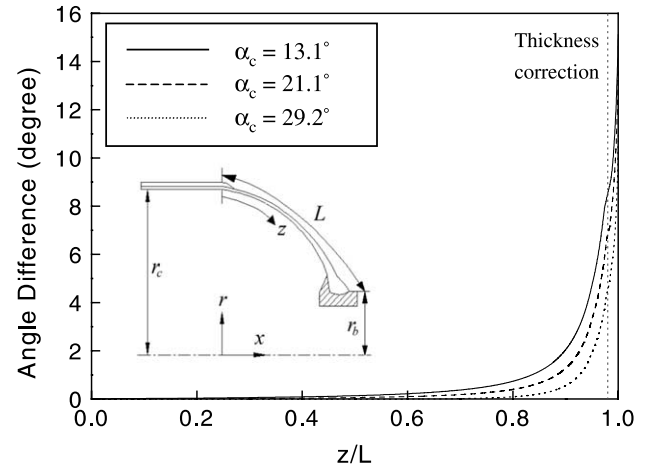 16
14
12
10
8
6
4
2
0
Angle Difference (degree)
α_c = 13.1°
α_c = 21.1°
α_c = 29.2°
Thickness
correction
L
z
r_c
r
x
r_b
0.0 0.2 0.4 0.6 0.8 1.0
z/L